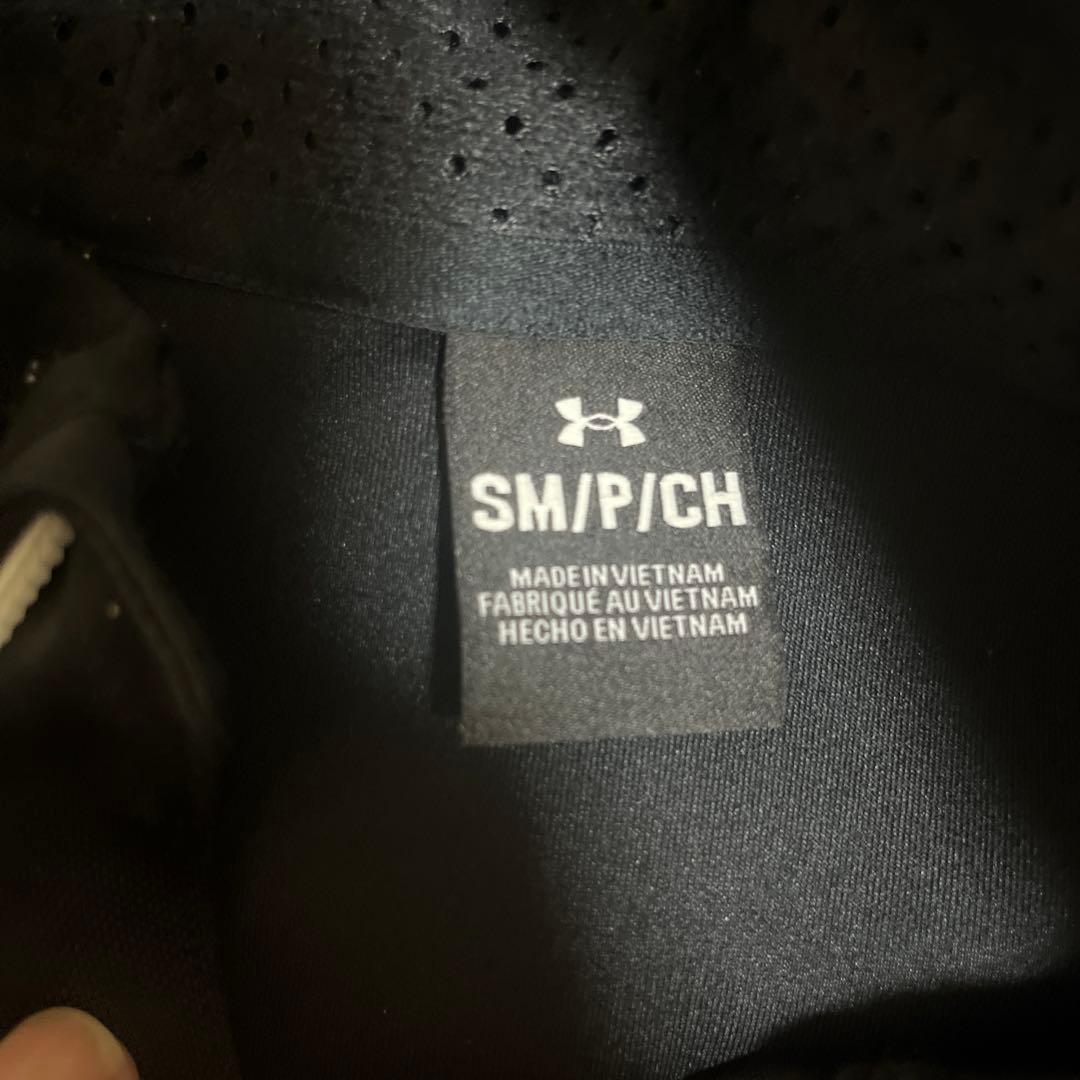 SM/P/CH
MADE IN VIETNAM
FABRIQUÉ AU VIETNAM
HECHO EN VIETNAM